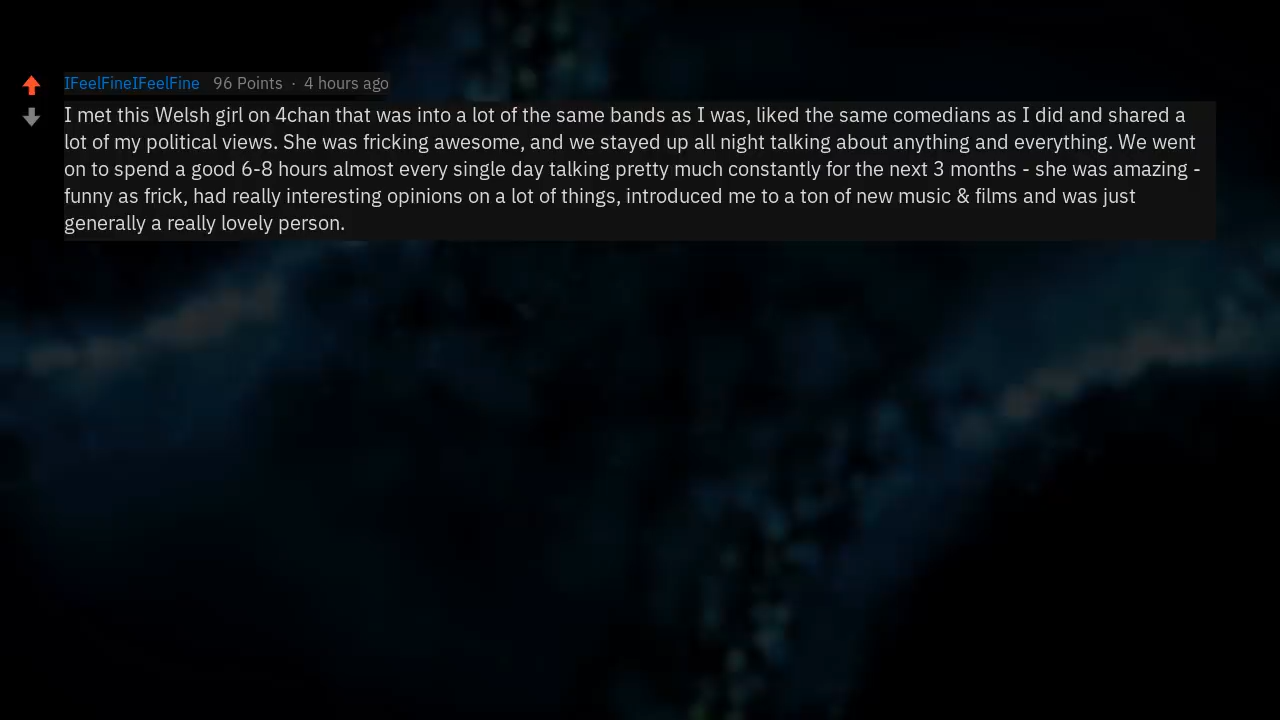 IFeelFineIFeelFine 96 Points · 4 hours ago
I met this Welsh girl on 4chan that was into a lot of the same bands as I was, liked the same comedians as I did and shared a
lot of my political views. She was fricking awesome, and we stayed up all night talking about anything and everything. We went
on to spend a good 6-8 hours almost every single day talking pretty much constantly for the next 3 months - she was amazing -
funny as frick, had really interesting opinions on a lot of things, introduced me to a ton of new music & films and was just
generally a really lovely person.